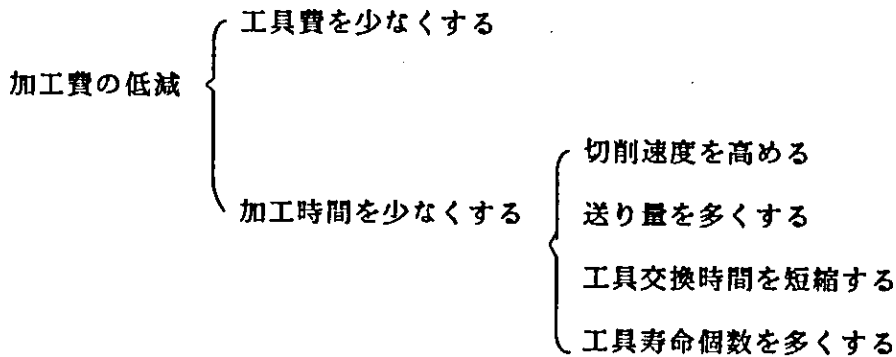 工具費を少なくする
加工費の低減
切削速度を高める
加工時間を少なくする
送り量を多くする
工具交換時間を短縮する
工具寿命個数を多くする